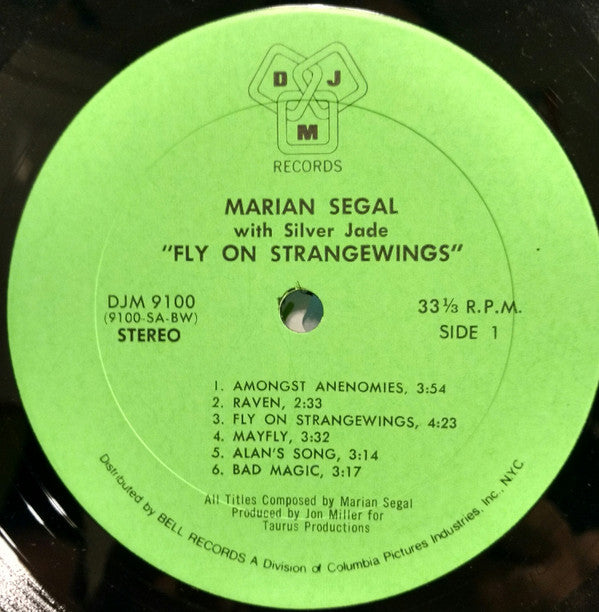 D J
M
RECORDS
MARIAN SEGAL
with Silver Jade
"FLY ON STRANGEWINGS"
DJM 9100
(9100-SA-BW)
STEREO
33⅓ R.P.M.
SIDE 1
1. AMONGST ANENOMIES, 3:54
2. RAVEN, 2:33
3. FLY ON STRANGEWINGS, 4:23
4. MAYFLY, 3:32
5. ALAN'S SONG, 3:14
6. BAD MAGIC, 3:17
All Titles Composed by Marian Segal
Produced by Jon Miller for
Taurus Productions
Distributed by BELL RECORDS A Division of Columbia Pictures Industries, Inc., N.Y.C